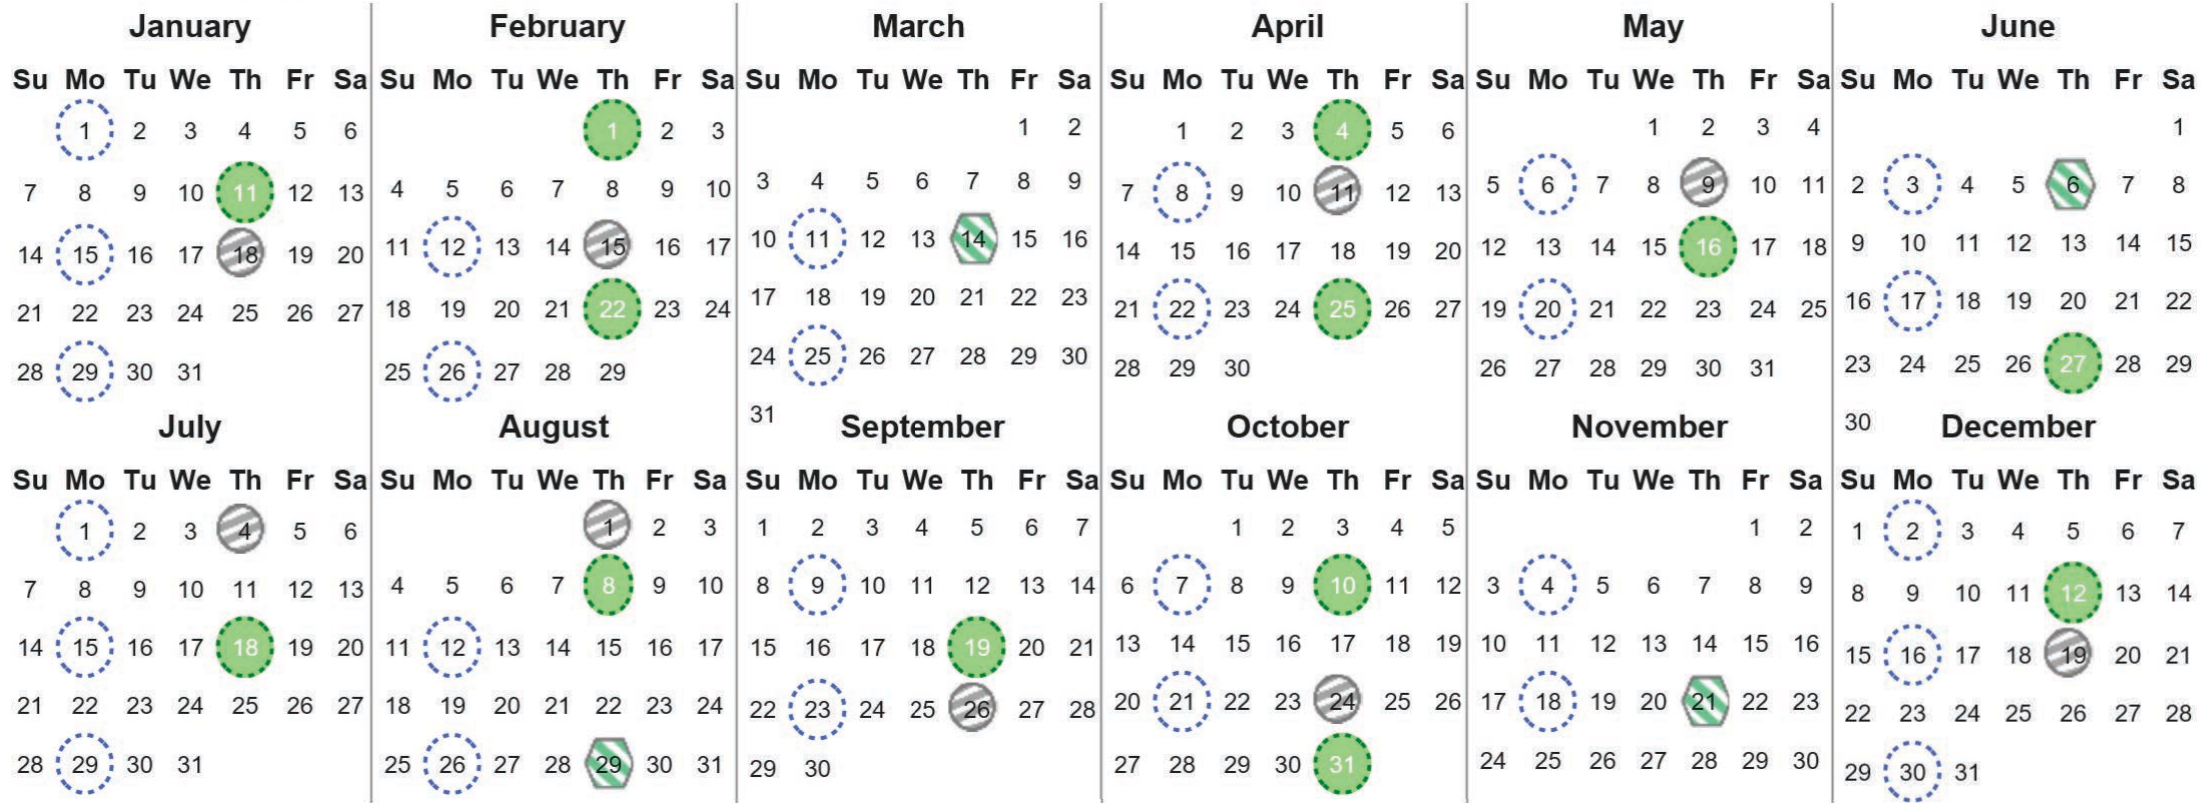 January February March April May June
Su Mo Tu We Th Fr Sa Su Mo Tu We Th Fr Sa Su Mo Tu We Th Fr Sa Su Mo Tu We Th Fr Sa Su Mo Tu We Th Fr Sa Su Mo Tu We Th Fr Sa
1 2 3 4 5 6 1 2 3 1 2 1 2 3 4 5 6 1 2 3 4 1
7 8 9 10 11 12 13 4 5 6 7 8 9 10 3 4 5 6 7 8 9 7 8 9 10 11 12 13 5 6 7 8 9 10 11 2 3 4 5 6 7 8
14 15 16 17 18 19 20 11 12 13 14 15 16 17 10 11 12 13 14 15 16 14 15 16 17 18 19 20 12 13 14 15 16 17 18 9 10 11 12 13 14 15
21 22 23 24 25 26 27 18 19 20 21 22 23 24 17 18 19 20 21 22 23 21 22 23 24 25 26 27 19 20 21 22 23 24 25 16 17 18 19 20 21 22
28 29 30 31 25 26 27 28 29 24 25 26 27 28 29 30 28 29 30 26 27 28 29 30 31 23 24 25 26 27 28 29
31 30
July August September October November December
Su Mo Tu We Th Fr Sa Su Mo Tu We Th Fr Sa Su Mo Tu We Th Fr Sa Su Mo Tu We Th Fr Sa Su Mo Tu We Th Fr Sa Su Mo Tu We Th Fr Sa
1 2 3 4 5 6 1 2 3 1 2 3 4 5 6 7 1 2 3 4 5 1 2 1 2 3 4 5 6 7
7 8 9 10 11 12 13 4 5 6 7 8 9 10 8 9 10 11 12 13 14 6 7 8 9 10 11 12 3 4 5 6 7 8 9 8 9 10 11 12 13 14
14 15 16 17 18 19 20 11 12 13 14 15 16 17 15 16 17 18 19 20 21 13 14 15 16 17 18 19 10 11 12 13 14 15 16 15 16 17 18 19 20 21
21 22 23 24 25 26 27 18 19 20 21 22 23 24 22 23 24 25 26 27 28 20 21 22 23 24 25 26 17 18 19 20 21 22 23 22 23 24 25 26 27 28
28 29 30 31 25 26 27 28 29 30 31 29 30 27 28 29 30 31 24 25 26 27 28 29 30 29 30 31